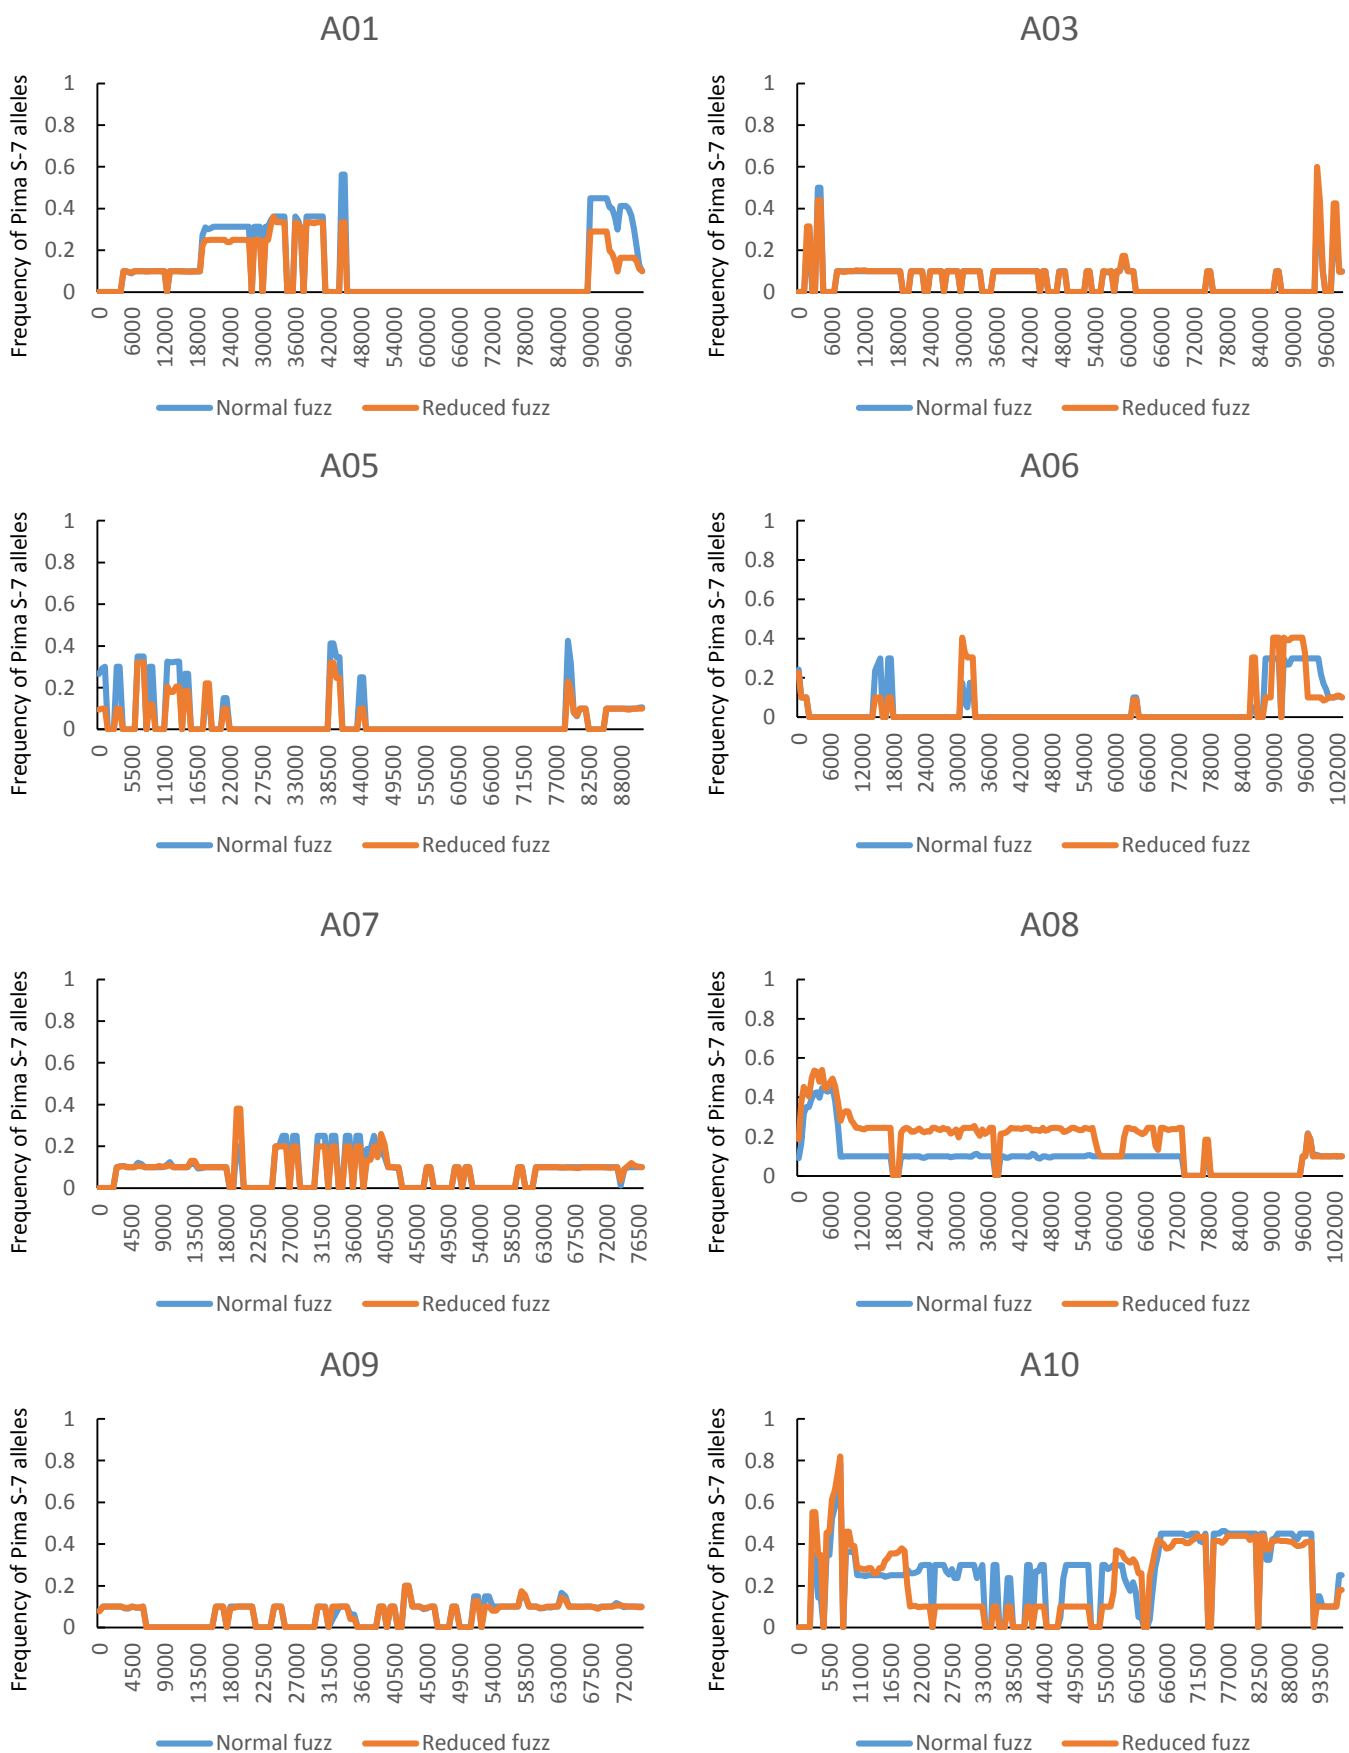 A01
Frequency of Pima S-7 alleles
1
0.8
0.6
0.4
0.2
0
0 6000 12000 18000 24000 30000 36000 42000 48000 54000 60000 66000 72000 78000 84000 90000 96000
Normal fuzz Reduced fuzz
A03
Frequency of Pima S-7 alleles
1
0.8
0.6
0.4
0.2
0
0 6000 12000 18000 24000 30000 36000 42000 48000 54000 60000 66000 72000 78000 84000 90000 96000
Normal fuzz Reduced fuzz
A05
Frequency of Pima S-7 alleles
1
0.8
0.6
0.4
0.2
0
0 5500 11000 16500 22000 27500 33000 38500 44000 49500 55000 60500 66000 71500 77000 82500 88000
Normal fuzz Reduced fuzz
A06
Frequency of Pima S-7 alleles
1
0.8
0.6
0.4
0.2
0
0 6000 12000 18000 24000 30000 36000 42000 48000 54000 60000 66000 72000 78000 84000 90000 96000 102000
Normal fuzz Reduced fuzz
A07
Frequency of Pima S-7 alleles
1
0.8
0.6
0.4
0.2
0
0 4500 9000 13500 18000 22500 27000 31500 36000 40500 45000 49500 54000 58500 63000 67500 72000 76500
Normal fuzz Reduced fuzz
A08
Frequency of Pima S-7 alleles
1
0.8
0.6
0.4
0.2
0
0 6000 12000 18000 24000 30000 36000 42000 48000 54000 60000 66000 72000 78000 84000 90000 96000 102000
Normal fuzz Reduced fuzz
A09
Frequency of Pima S-7 alleles
1
0.8
0.6
0.4
0.2
0
0 4500 9000 13500 18000 22500 27000 31500 36000 40500 45000 49500 54000 58500 63000 67500 72000
Normal fuzz Reduced fuzz
A10
Frequency of Pima S-7 alleles
1
0.8
0.6
0.4
0.2
0
0 5500 11000 16500 22000 27500 33000 38500 44000 49500 55000 60500 66000 71500 77000 82500 88000 93500
Normal fuzz Reduced fuzz